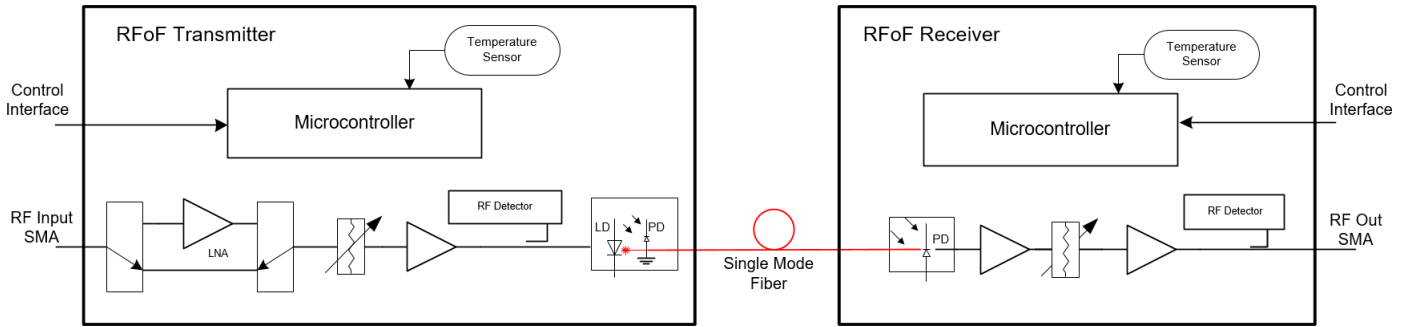 RFoF Transmitter
Temperature
Sensor
Control
Interface
Microcontroller
RF Input
SMA
LNA
RF Detector
LD
PD
Single Mode
Fiber
RFoF Receiver
Temperature
Sensor
Control
Interface
Microcontroller
PD
RF Detector
RF Out
SMA